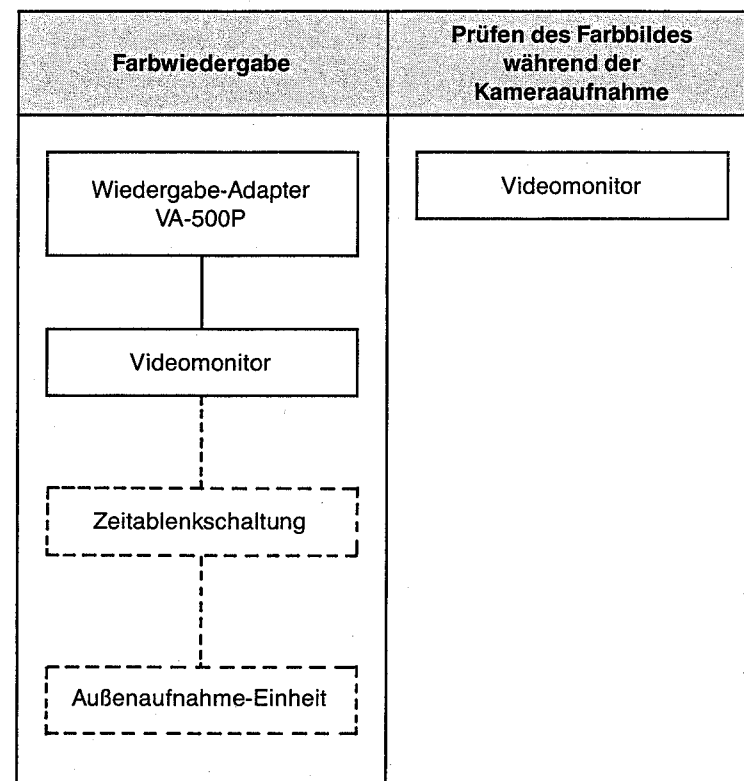 Farbwiedergabe
Prüfen des Farbbildes
während der
Kameraaufnahme
Wiedergabe-Adapter
VA-500P
Videomonitor
Zeitablenkschaltung
Außenaufnahme-Einheit
Videomonitor